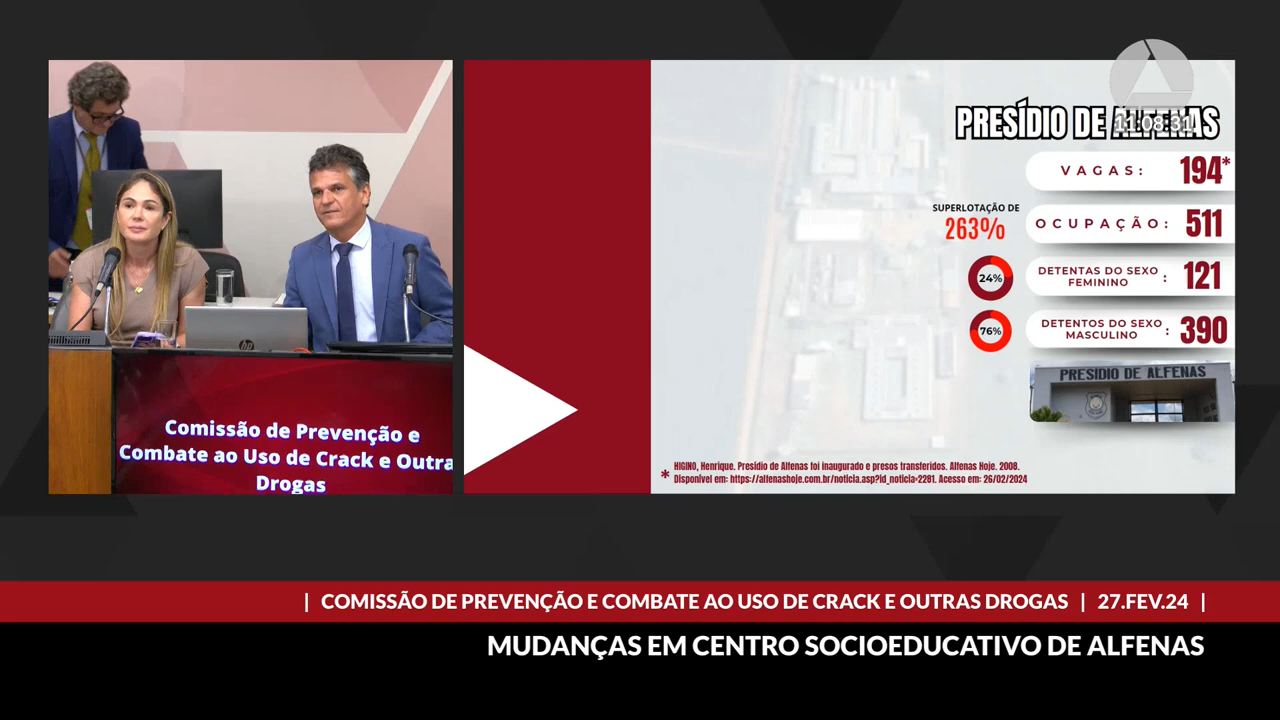 PRESÍDIO DE ALFENAS
11:08:31
VAGAS: 194*
SUPERLOTAÇÃO DE
263%
OCUPAÇÃO: 511
24%
DETENTAS DO SEXO
FEMININO : 121
76%
DETENTOS DO SEXO
MASCULINO : 390
PRESIDIO DE ALFENAS
* HIGINO, Henrique. Presídio de Alfenas foi inaugurado e presos transferidos. Alfenas Hoje. 2008.
Disponível em: https://alfenashoje.com.br/noticia.asp?id_noticia=2281. Acesso em: 26/02/2024
hp
Comissão de Prevenção e
Combate ao Uso de Crack e Outra
Drogas
| COMISSÃO DE PREVENÇÃO E COMBATE AO USO DE CRACK E OUTRAS DROGAS | 27.FEV.24 |
MUDANÇAS EM CENTRO SOCIOEDUCATIVO DE ALFENAS